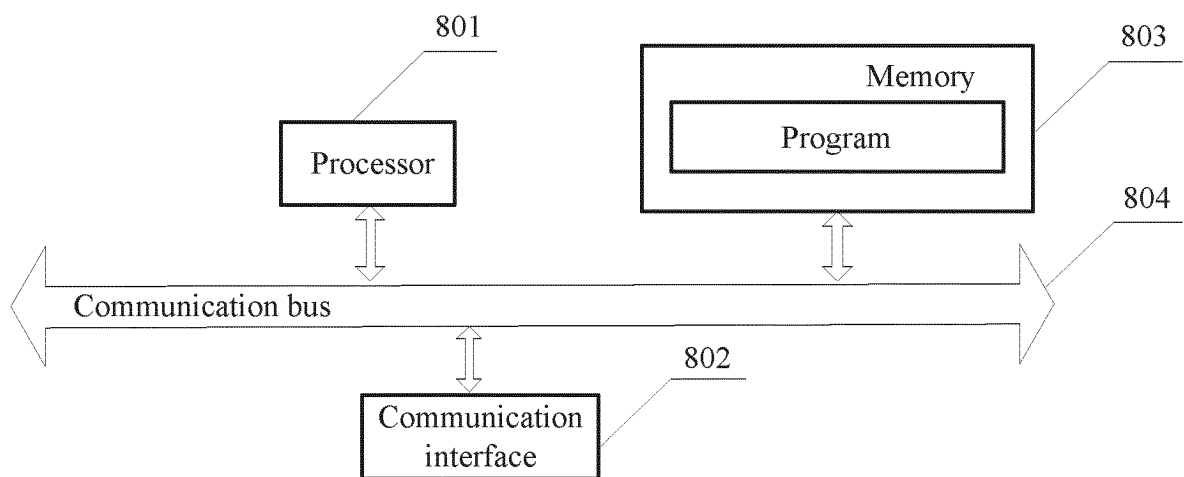 801
803
Memory
Program
Processor
804
Communication bus
802
Communication
interface